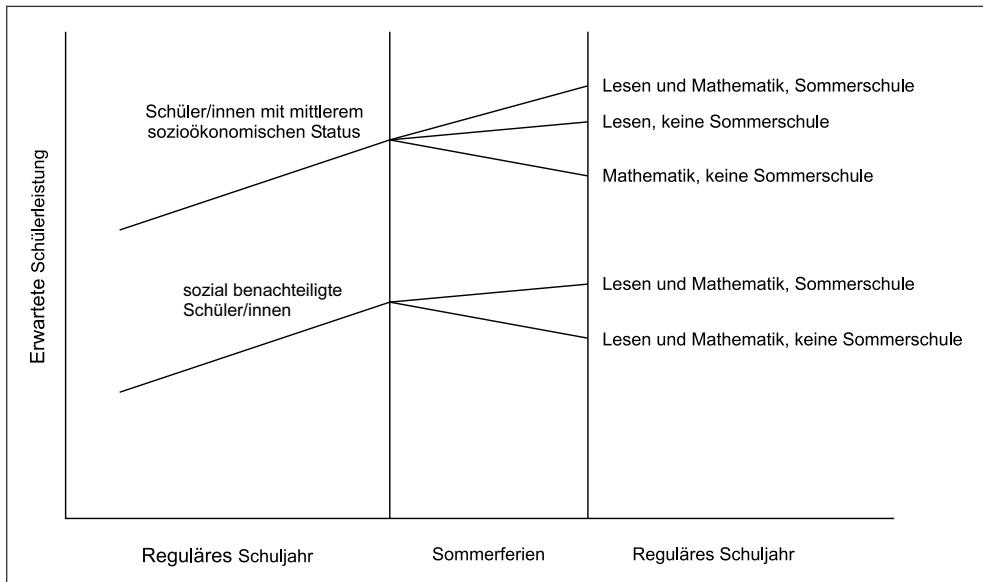 Erwartete Schülerleistung
Schüler/innen mit mittlerem
sozioökonomischen Status
Lesen und Mathematik, Sommerschule
Lesen, keine Sommerschule
Mathematik, keine Sommerschule
sozial benachteiligte
Schüler/innen
Lesen und Mathematik, Sommerschule
Lesen und Mathematik, keine Sommerschule
Reguläres Schuljahr
Sommerferien
Reguläres Schuljahr